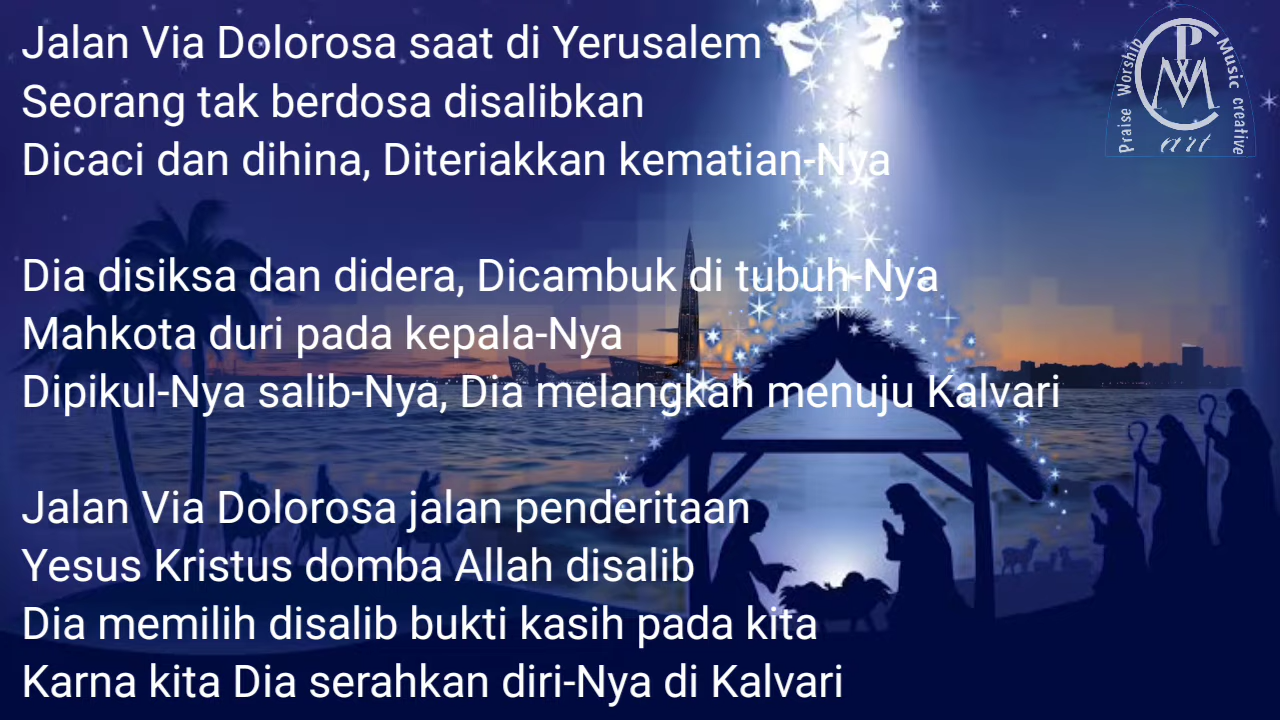 Jalan Via Dolorosa saat di Yerusalem
Seorang tak berdosa disalibkan
Dicaci dan dihina, Diteriakkan kematian-Nya
Dia disiksa dan didera, Dicambuk di tubuh-Nya
Mahkota duri pada kepala-Nya
Dipikul-Nya salib-Nya, Dia melangkah menuju Kalvari
Jalan Via Dolorosa jalan penderitaan
Yesus Kristus domba Allah disalib
Dia memilih disalib bukti kasih pada kita
Karna kita Dia serahkan diri-Nya di Kalvari
Praise Worship
Music creative
PWMC
art